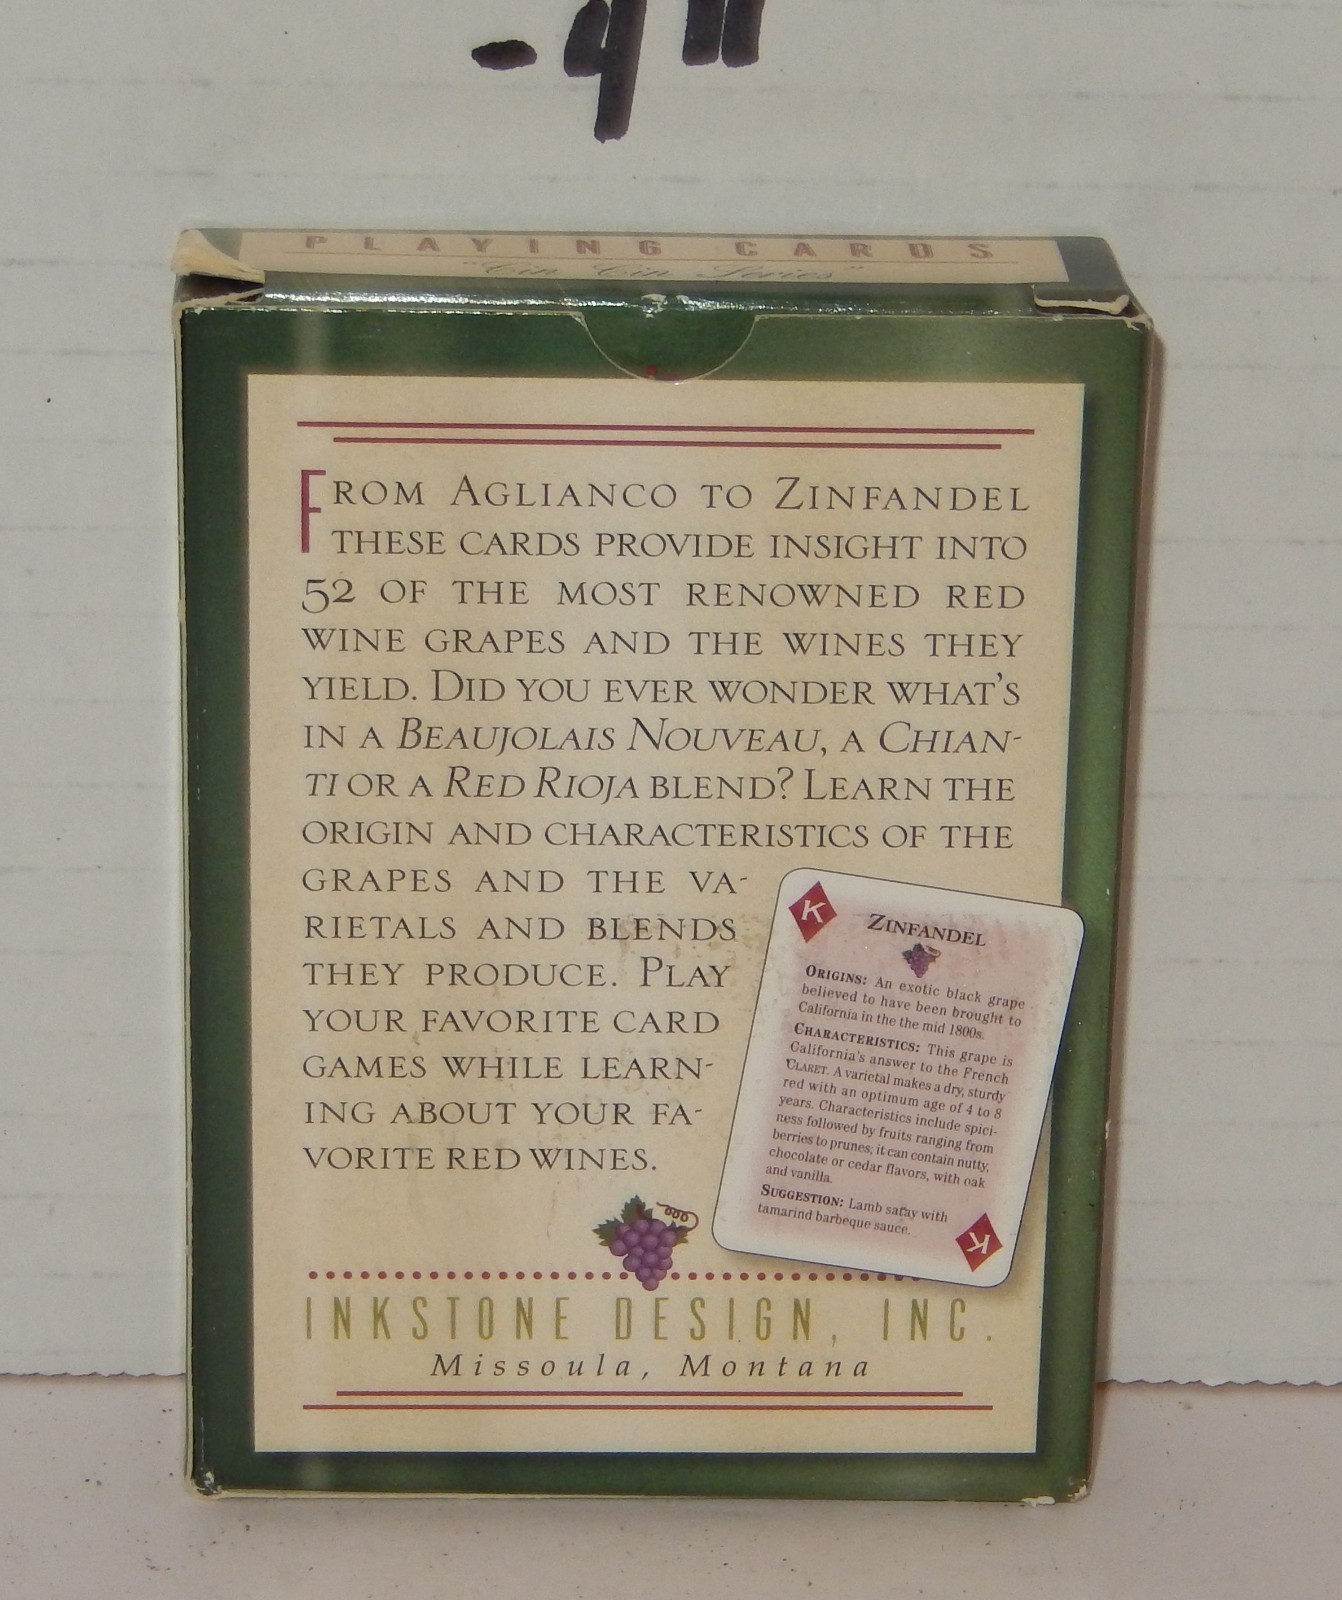 -4"
PLAYING CARDS
"Cin Cin Series"
FROM AGLIANCO TO ZINFANDEL
THESE CARDS PROVIDE INSIGHT INTO
52 OF THE MOST RENOWNED RED
WINE GRAPES AND THE WINES THEY
YIELD. DID YOU EVER WONDER WHAT'S
IN A BEAUJOLAIS NOUVEAU, A CHIAN-
TI OR A RED RIOJA BLEND? LEARN THE
ORIGIN AND CHARACTERISTICS OF THE
GRAPES AND THE VA-
RIETALS AND BLENDS
THEY PRODUCE. PLAY
YOUR FAVORITE CARD
GAMES WHILE LEARN-
ING ABOUT YOUR FA-
VORITE RED WINES.
K
ZINFANDEL
ORIGINS: An exotic black grape
believed to have been brought to
California in the the mid 1800s.
CHARACTERISTICS: This grape is
California's answer to the French
CLARET. A varietal makes a dry, sturdy
red with an optimum age of 4 to 8
years. Characteristics include spici-
ness followed by fruits ranging from
berries to prunes; it can contain nutty,
chocolate or cedar flavors, with oak
and vanilla.
SUGGESTION: Lamb satay with
tamarind barbeque sauce.
K
INKSTONE DESIGN, INC.
Missoula, Montana